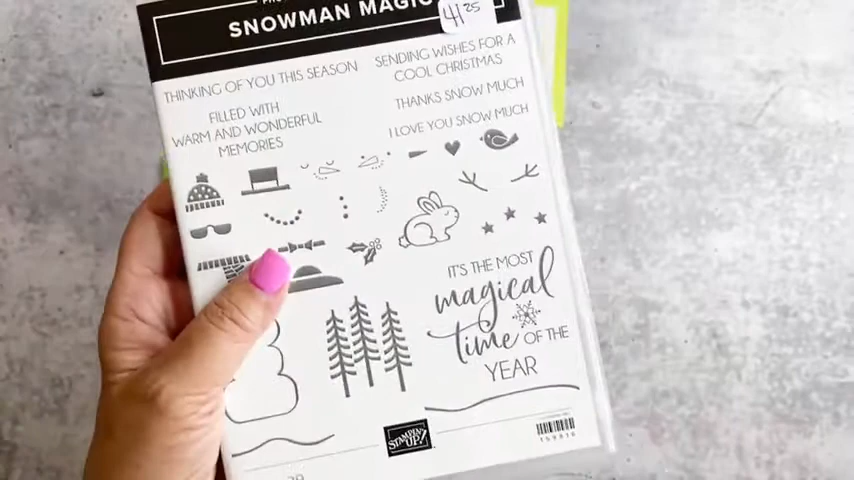 SNOWMAN MAGIC
41 25
THINKING OF YOU THIS SEASON
SENDING WISHES FOR A
COOL CHRISTMAS
FILLED WITH
WARM AND WONDERFUL
MEMORIES
THANKS SNOW MUCH
I LOVE YOU SNOW MUCH
IT'S THE MOST
magical
time OF THE
YEAR
STAMPIN' UP!